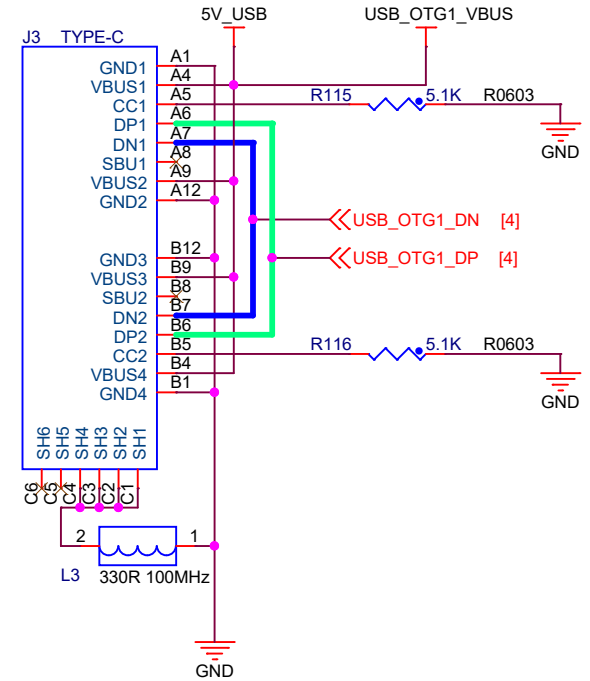 5V_USB USB_OTG1_VBUS
J3 TYPE-C
GND1 A1
VBUS1 A4
CC1 A5 R115 5.1K R0603
DP1 A6
DN1 A7
SBU1 A8
VBUS2 A9
GND2 A12
GND
USB_OTG1_DN [4]
USB_OTG1_DP [4]
GND3 B12
VBUS3 B9
SBU2 B8
DN2 B7
DP2 B6
CC2 B5 R116 5.1K R0603
VBUS4 B4
GND4 B1
GND
SH6 SH5 SH4 SH3 SH2 SH1
C6 C5 C4 C3 C2 C1
2 1
L3 330R 100MHz
GND